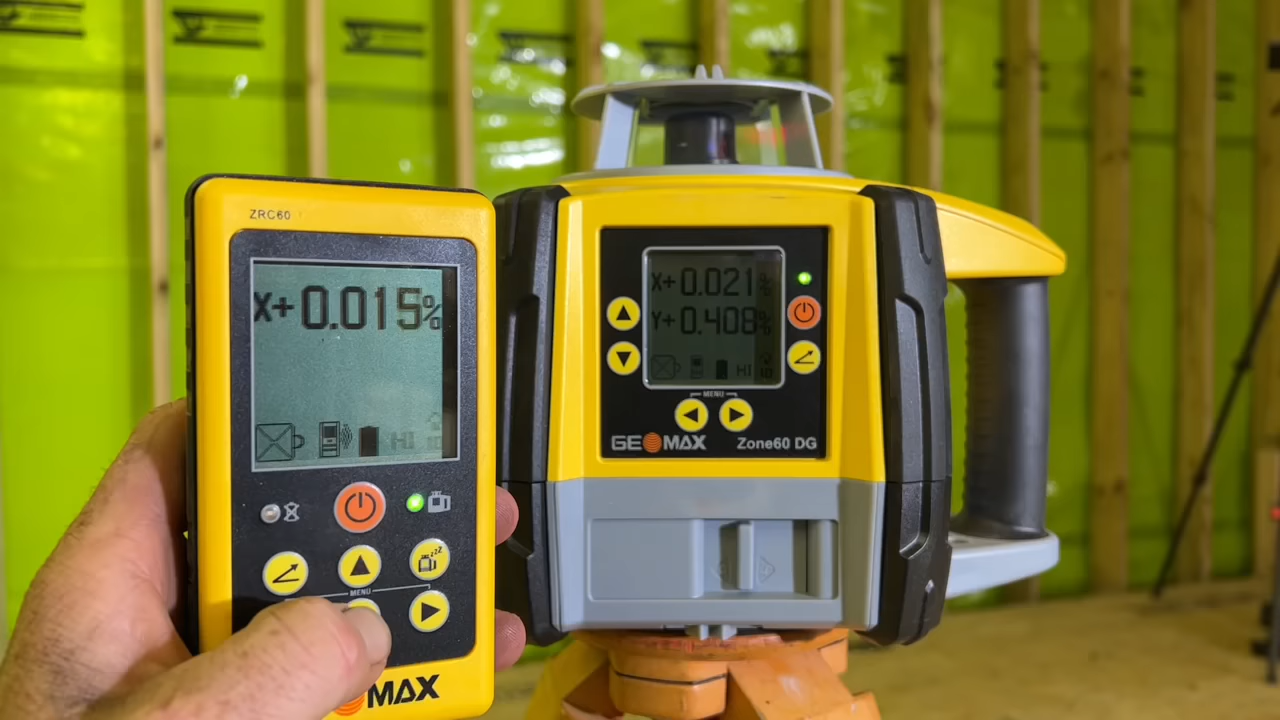 ZRC60
X+ 0.015%
HI
MENU
MAX
X+ 0.021%
Y+ 0.408%
HI
MENU
GEOMAX
Zone60 DG